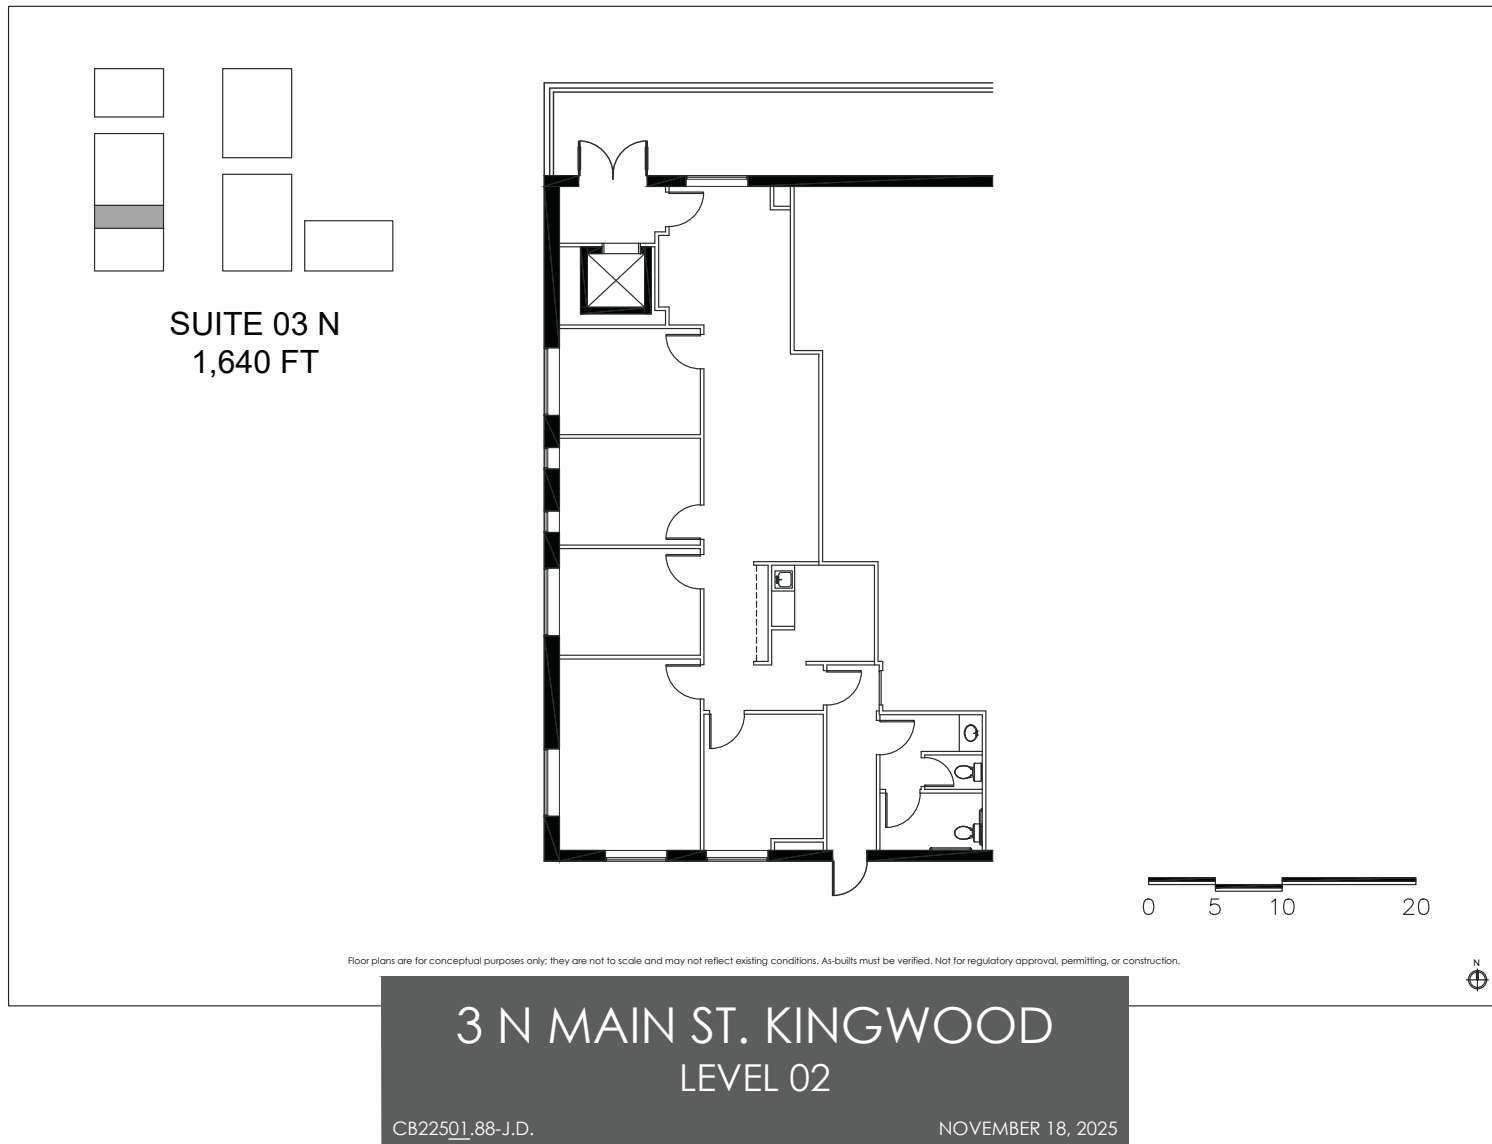 SUITE 03 N
1,640 FT
0 5 10 20
Floor plans are for conceptual purposes only; they are not to scale and may not reflect existing conditions. As-builts must be verified. Not for regulatory approval, permitting, or construction.
N
3 N MAIN ST. KINGWOOD
LEVEL 02
CB22501.88-J.D.
NOVEMBER 18, 2025